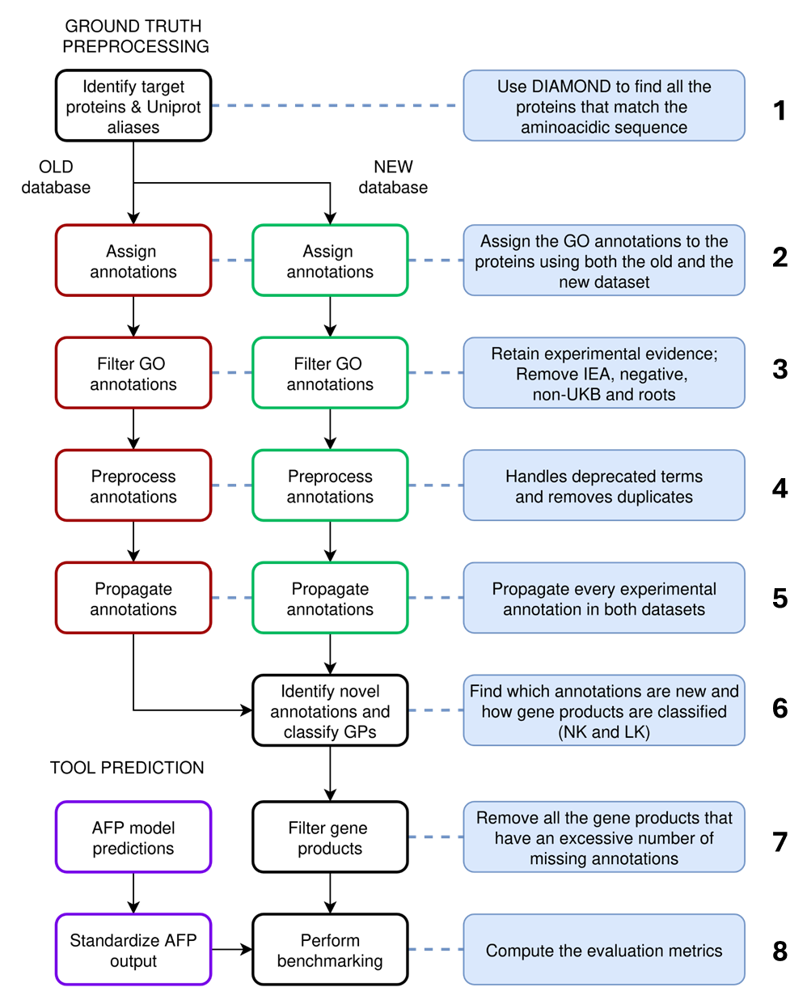 GROUND TRUTH
PREPROCESSING
Identify target
proteins & Uniprot
aliases
Use DIAMOND to find all the
proteins that match the
aminoacidic sequence
1
OLD
database
NEW
database
Assign
annotations
Assign
annotations
Assign the GO annotations to the
proteins using both the old and the
new dataset
2
Filter GO
annotations
Filter GO
annotations
Retain experimental evidence;
Remove IEA, negative,
non-UKB and roots
3
Preprocess
annotations
Preprocess
annotations
Handles deprecated terms
and removes duplicates
4
Propagate
annotations
Propagate
annotations
Propagate every experimental
annotation in both datasets
5
Identify novel
annotations and
classify GPs
Find which annotations are new and
how gene products are classified
(NK and LK)
6
TOOL PREDICTION
AFP model
predictions
Filter gene
products
Remove all the gene products that
have an excessive number of
missing annotations
7
Standardize AFP
output
Perform
benchmarking
Compute the evaluation metrics
8